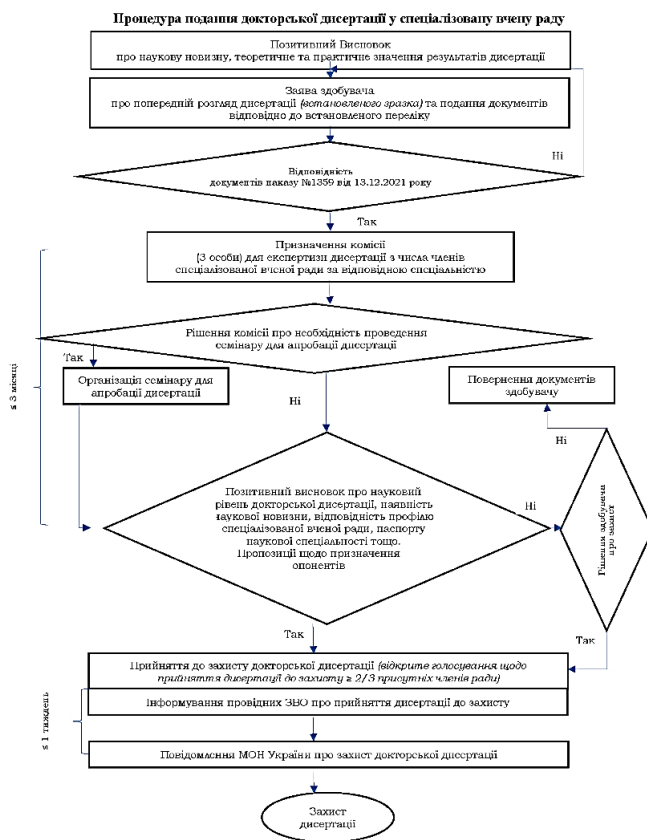 Процедура подання докторської дисертації у спеціалізовану вчену раду
Позитивний Висновок
про наукову новизну, теоретичне та практичне значення результатів дисертації
Заява здобувача
про попередній розгляд дисертації (встановленого зразка) та подання документів
відповідно до встановленого переліку
Ні
Відповідність
документів наказу №1359 від 13.12.2021 року
Так
Призначення комісії
(3 особи) для експертизи дисертації з числа членів
спеціалізованої вченої ради за відповідною спеціальністю
Рішення комісії про необхідність проведення
семінару для апробації дисертації
Так
Організація семінару для
апробації дисертації
Ні
Повернення документів
здобувачу
Ні
≤ 3 місяці
Позитивний висновок про науковий
рівень докторської дисертації, наявність
наукової новизни, відповідність профілю
спеціалізованої вченої ради, паспорту
наукової спеціальності тощо.
Пропозиції щодо призначення
опонентів
Ні
Рішення здобувача
про захист
Так
Так
Прийняття до захисту докторської дисертації (відкрите голосування щодо
прийняття дисертації до захисту ≥ 2/3 присутніх членів ради)
Інформування провідних ЗВО про прийняття дисертації до захисту
≤ 1 тиждень
Повідомлення МОН України про захист докторської дисертації
Захист
дисертації